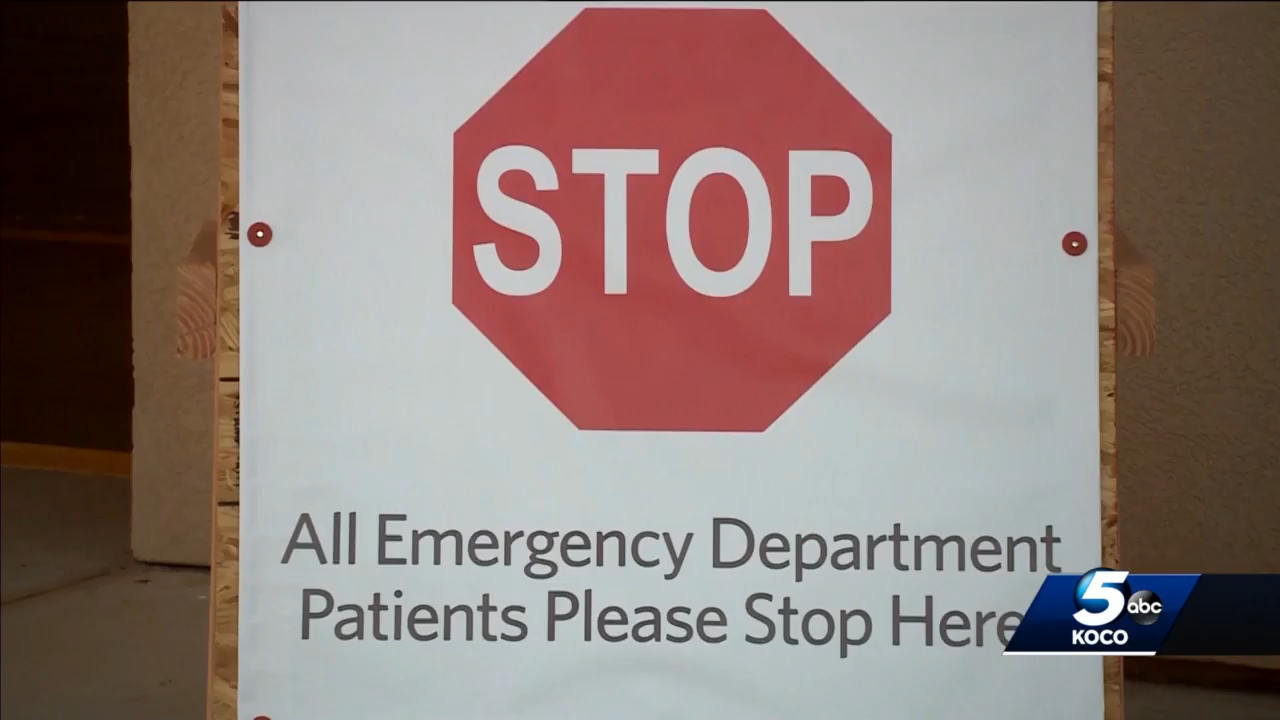 STOP
All Emergency Department
Patients Please Stop Here
5 abc
KOCO